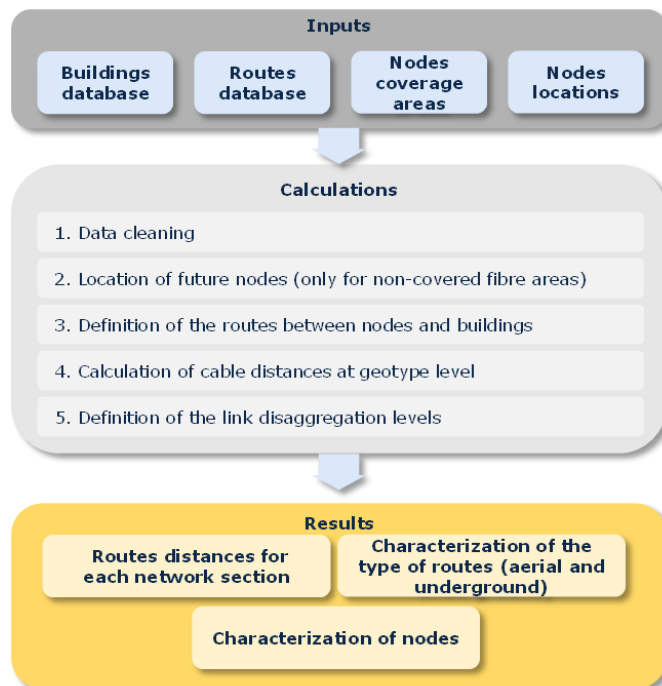 Inputs
Buildings
database
Routes
database
Nodes
coverage
areas
Nodes
locations
Calculations
1. Data cleaning
2. Location of future nodes (only for non-covered fibre areas)
3. Definition of the routes between nodes and buildings
4. Calculation of cable distances at geotype level
5. Definition of the link disaggregation levels
Results
Routes distances for
each network section
Characterization of the
type of routes (aerial and
underground)
Characterization of nodes